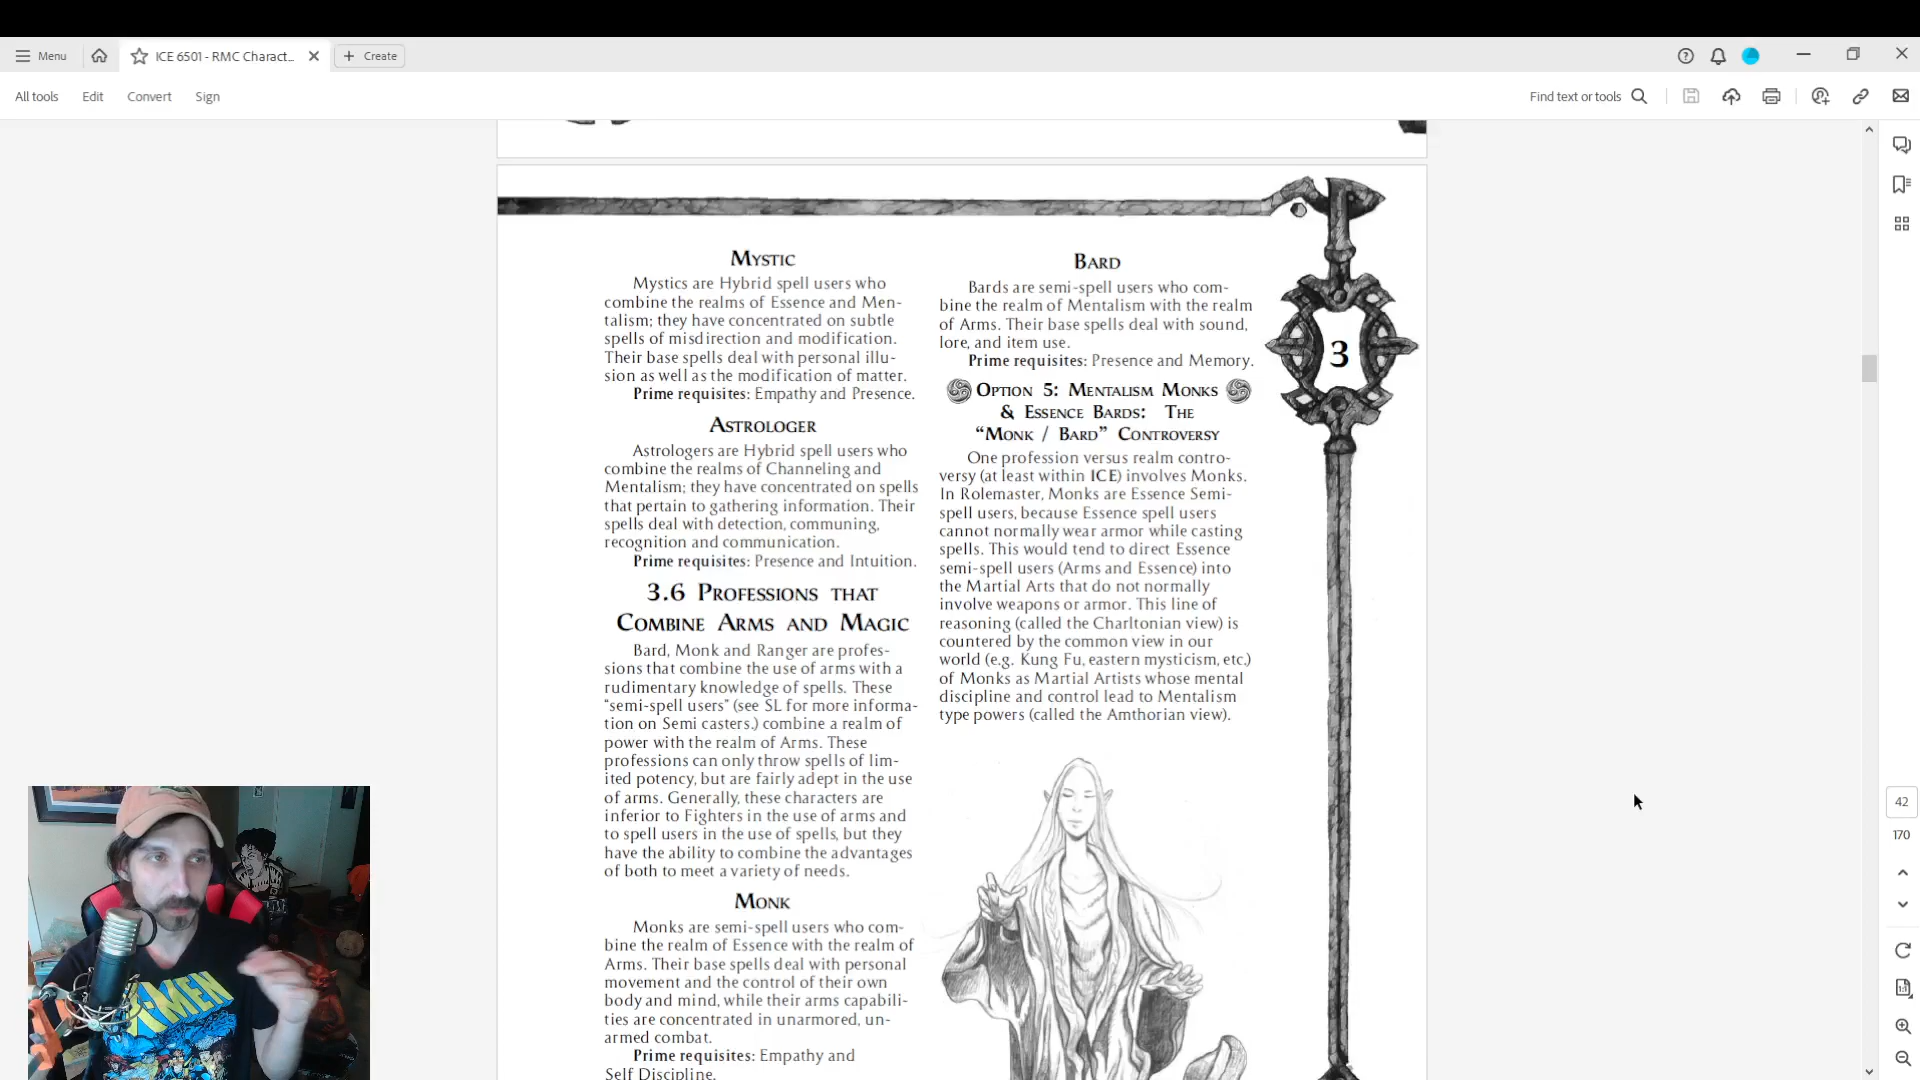 Menu
ICE 6501 - RMC Charact...
Create
All tools
Edit
Convert
Sign
Find text or tools
MYSTIC
Mystics are Hybrid spell users who
combine the realms of Essence and Men-
talism; they have concentrated on subtle
spells of misdirection and modification.
Their base spells deal with personal illu-
sion as well as the modification of matter.
Prime requisites: Empathy and Presence.
ASTROLOGER
Astrologers are Hybrid spell users who
combine the realms of Channeling and
Mentalism; they have concentrated on spells
that pertain to gathering information. Their
spells deal with detection, communing,
recognition and communication.
Prime requisites: Presence and Intuition.
3.6 PROFESSIONS THAT
COMBINE ARMS AND MAGIC
Bard, Monk and Ranger are profes-
sions that combine the use of arms with a
rudimentary knowledge of spells. These
"semi-spell users" (see SL for more informa-
tion on Semi casters.) combine a realm of
power with the realm of Arms. These
professions can only throw spells of lim-
ited potency, but are fairly adept in the use
of arms. Generally, these characters are
inferior to Fighters in the use of arms and
to spell users in the use of spells, but they
have the ability to combine the advantages
of both to meet a variety of needs.
MONK
Monks are semi-spell users who com-
bine the realm of Essence with the realm of
Arms. Their base spells deal with personal
movement and the control of their own
body and mind, while their arms capabili-
ties are concentrated in unarmored, un-
armed combat.
Prime requisites: Empathy and
Self Discipline.
BARD
Bards are semi-spell users who com-
bine the realm of Mentalism with the realm
of Arms. Their base spells deal with sound,
lore, and item use.
Prime requisites: Presence and Memory.
OPTION 5: MENTALISM MONKS
& ESSENCE BARDS: THE
"MONK / BARD" CONTROVERSY
One profession versus realm contro-
versy (at least within ICE) involves Monks.
In Rolemaster, Monks are Essence Semi-
spell users, because Essence spell users
cannot normally wear armor while casting
spells. This would tend to direct Essence
semi-spell users (Arms and Essence) into
the Martial Arts that do not normally
involve weapons or armor. This line of
reasoning (called the Charltonian view) is
countered by the common view in our
world (e.g. Kung Fu, eastern mysticism, etc.)
of Monks as Martial Artists whose mental
discipline and control lead to Mentalism
type powers (called the Amthorian view).
3
42
170
X-MEN